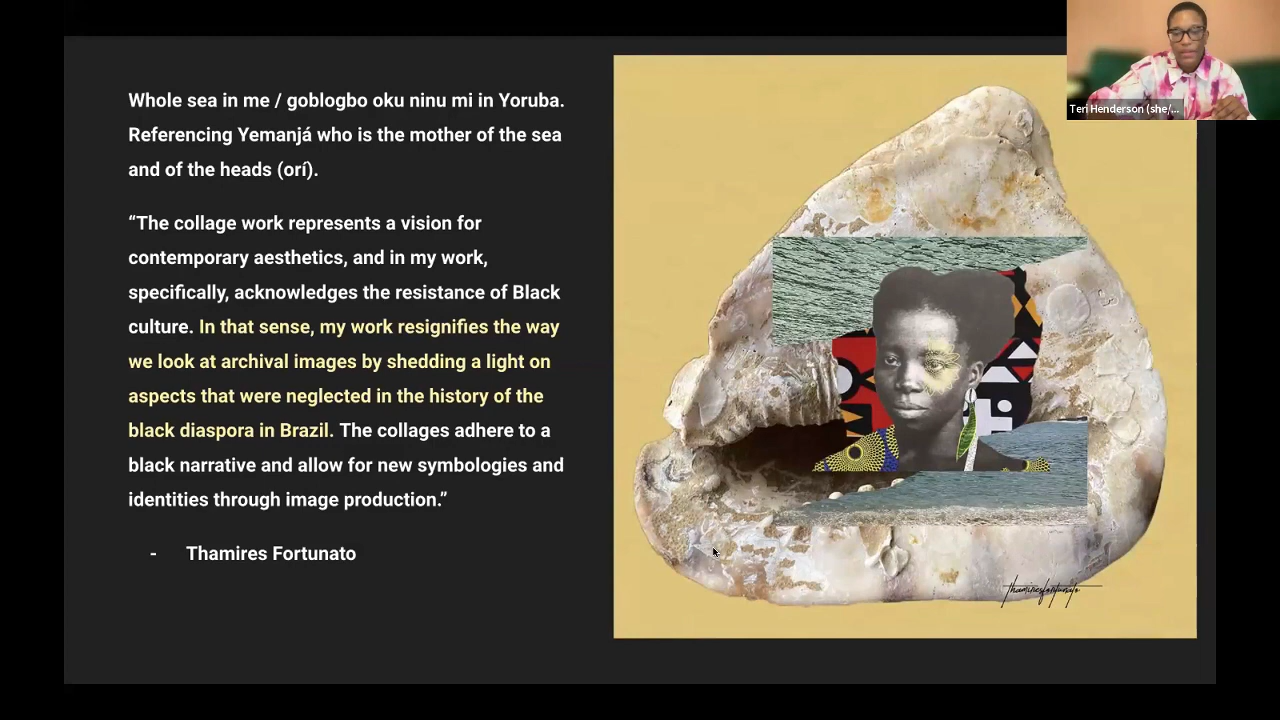 Whole sea in me / goblogbo oku ninu mi in Yoruba.
Referencing Yemanjá who is the mother of the sea
and of the heads (orí).
“The collage work represents a vision for
contemporary aesthetics, and in my work,
specifically, acknowledges the resistance of Black
culture. In that sense, my work resignifies the way
we look at archival images by shedding a light on
aspects that were neglected in the history of the
black diaspora in Brazil. The collages adhere to a
black narrative and allow for new symbologies and
identities through image production.”
- Thamires Fortunato
thamiresfortunato
Teri Henderson (she/...